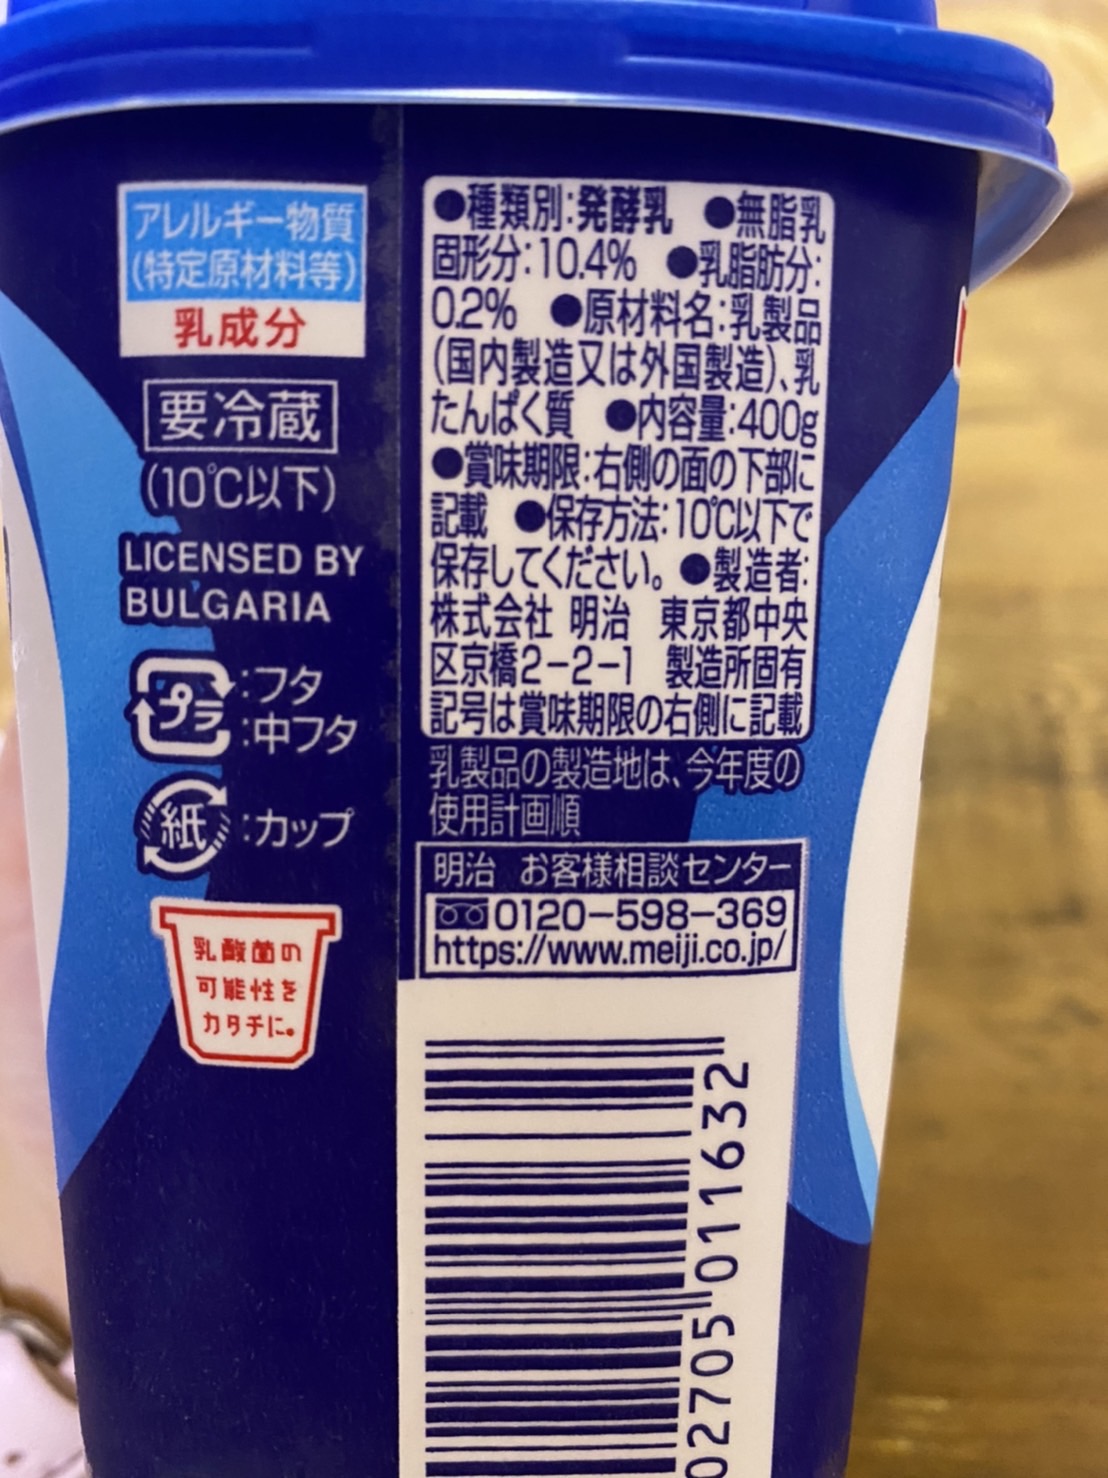 アレルギー物質
(特定原材料等)
乳成分
要冷蔵
(10℃以下)
LICENSED BY
BULGARIA
プラ:フタ
:中フタ
紙:カップ
乳酸菌の
可能性を
カタチに。
●種類別:発酵乳 ●無脂乳
固形分:10.4% ●乳脂肪分:
0.2% ●原材料名:乳製品
(国内製造又は外国製造)、乳
たんぱく質 ●内容量:400g
●賞味期限:右側の面の下部に
記載 ●保存方法:10℃以下で
保存してください。●製造者:
株式会社 明治 東京都中央
区京橋2-2-1 製造所固有
記号は賞味期限の右側に記載
乳製品の製造地は、今年度の
使用計画順
明治 お客様相談センター
0120-598-369
https://www.meiji.co.jp/
02705 011632